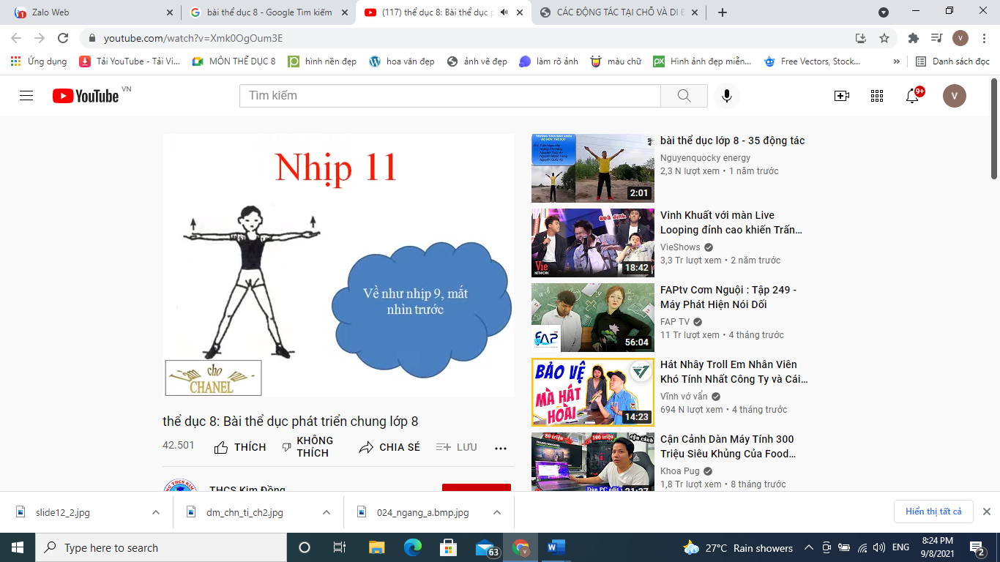 Zalo Web
1
bài thể dục 8 - Google Tìm kiếm
(117) thể dục 8: Bài thể dục p
CÁC ĐỘNG TÁC TẠI CHỖ VÀ DI Đ
youtube.com/watch?v=Xmk0OgOum3E
V
Ứng dụng
Tải YouTube - Tải Vi...
MÔN THỂ DỤC 8
hình nền đẹp
hoa văn đẹp
ảnh vẽ đẹp
làm rõ ảnh
màu chữ
Hình ảnh đẹp miễn...
Free Vectors, Stock...
»
Danh sách đọc
YouTube VN
Tìm kiếm
9+
V
Nhịp 11
Về như nhịp 9, mắt
nhìn trước
cho
CHANEL
thể dục 8: Bài thể dục phát triển chung lớp 8
42.501
THÍCH
KHÔNG
THÍCH
CHIA SẺ
LƯU
THCS Kim Đồng
2:01
bài thể dục lớp 8 - 35 động tác
Nguyenquocky energy
2,3 N lượt xem • 1 năm trước
Quá đỉnh
Vie
NETWORK
18:42
Vinh Khuất với màn Live
Looping đỉnh cao khiến Trấn...
VieShows
3,3 Tr lượt xem • 2 năm trước
FAP
56:04
FAPtv Cơm Nguội : Tập 249 -
Máy Phát Hiện Nói Dối
FAP TV
11 Tr lượt xem • 4 tháng trước
BẢO VỆ
MÀ HÁT
HOÀI
14:23
Hát Nhây Troll Em Nhân Viên
Khó Tính Nhất Công Ty và Cái...
Vĩnh vớ vẩn
694 N lượt xem • 4 tháng trước
80 triệu
100 triệu
cận cảnh
Cận Cảnh Dàn Máy Tính 300
Triệu Siêu Khủng Của Food...
Khoa Pug
1,8 Tr lượt xem • 8 tháng trước
slide12_2.jpg
dm_chn_ti_ch2.jpg
024_ngang_a.bmp.jpg
Hiển thị tất cả
Type here to search
63
27°C Rain showers
ENG
8:24 PM
9/8/2021
2